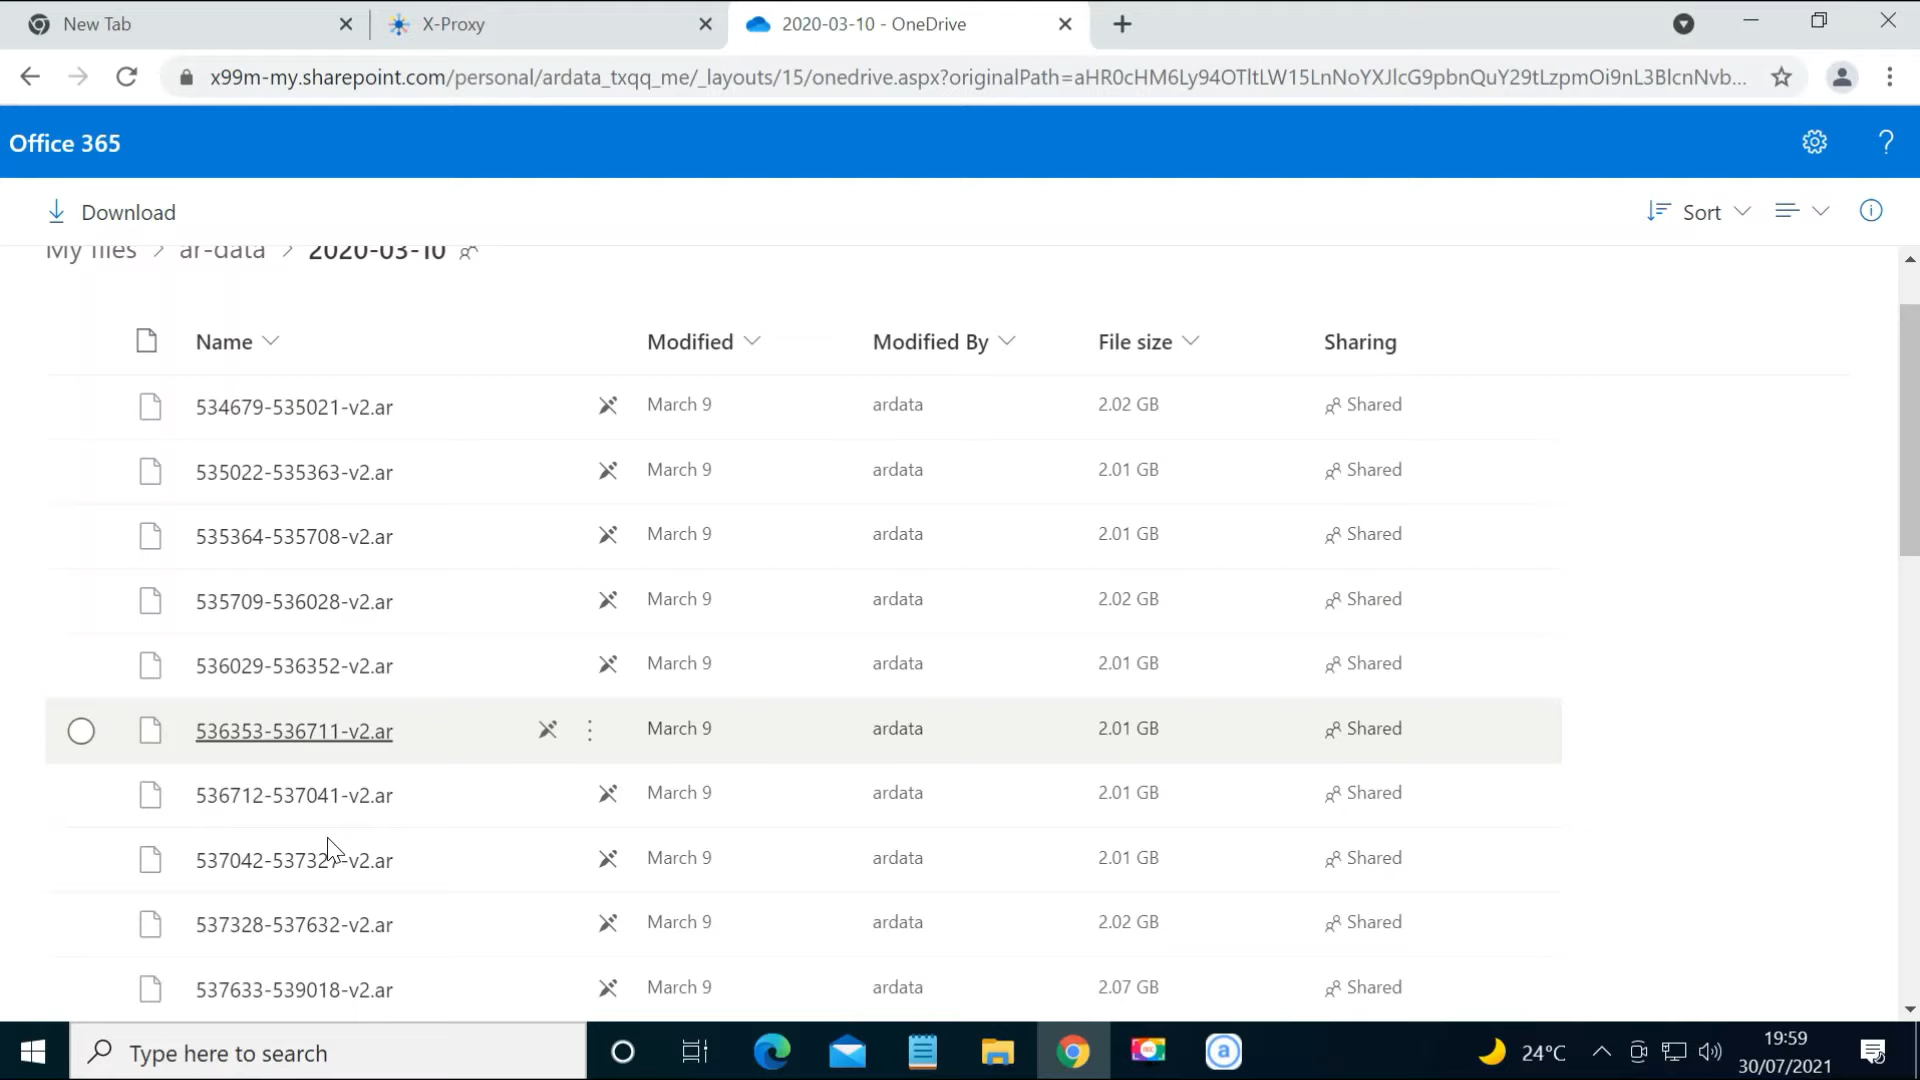 New Tab
X-Proxy
2020-03-10 - OneDrive
x99m-my.sharepoint.com/personal/ardata_txqq_me/_layouts/15/onedrive.aspx?originalPath=aHR0cHM6Ly94OTltLW15LnNoYXJlcG9pbnQuY29tLzpmOi9nL3BlcnNvb...
Office 365
?
Download
Sort
My files > ar-data > 2020-03-10
Name Modified Modified By File size Sharing
534679-535021-v2.ar March 9 ardata 2.02 GB Shared
535022-535363-v2.ar March 9 ardata 2.01 GB Shared
535364-535708-v2.ar March 9 ardata 2.01 GB Shared
535709-536028-v2.ar March 9 ardata 2.02 GB Shared
536029-536352-v2.ar March 9 ardata 2.01 GB Shared
536353-536711-v2.ar March 9 ardata 2.01 GB Shared
536712-537041-v2.ar March 9 ardata 2.01 GB Shared
537042-537327-v2.ar March 9 ardata 2.01 GB Shared
537328-537632-v2.ar March 9 ardata 2.02 GB Shared
537633-539018-v2.ar March 9 ardata 2.07 GB Shared
Type here to search
a
24°C
19:59
30/07/2021